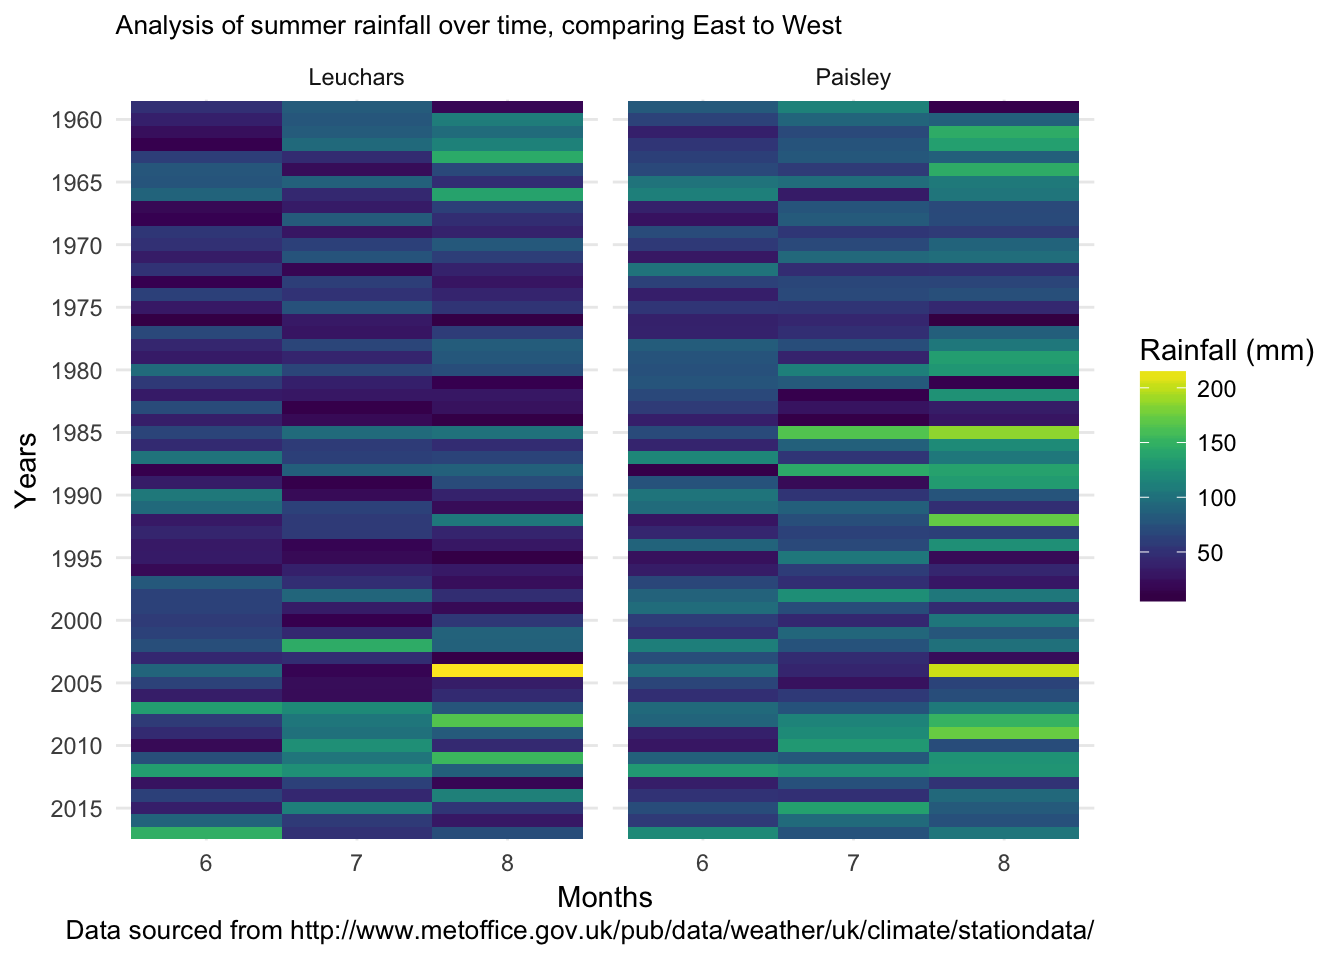 Analysis of summer rainfall over time, comparing East to West
Leuchars
Paisley
1960
1965
1970
1975
1980
1985
1990
1995
2000
2005
2010
2015
Years
6 7 8
6 7 8
Months
Rainfall (mm)
200
150
100
50
Data sourced from http://www.metoffice.gov.uk/pub/data/weather/uk/climate/stationdata/